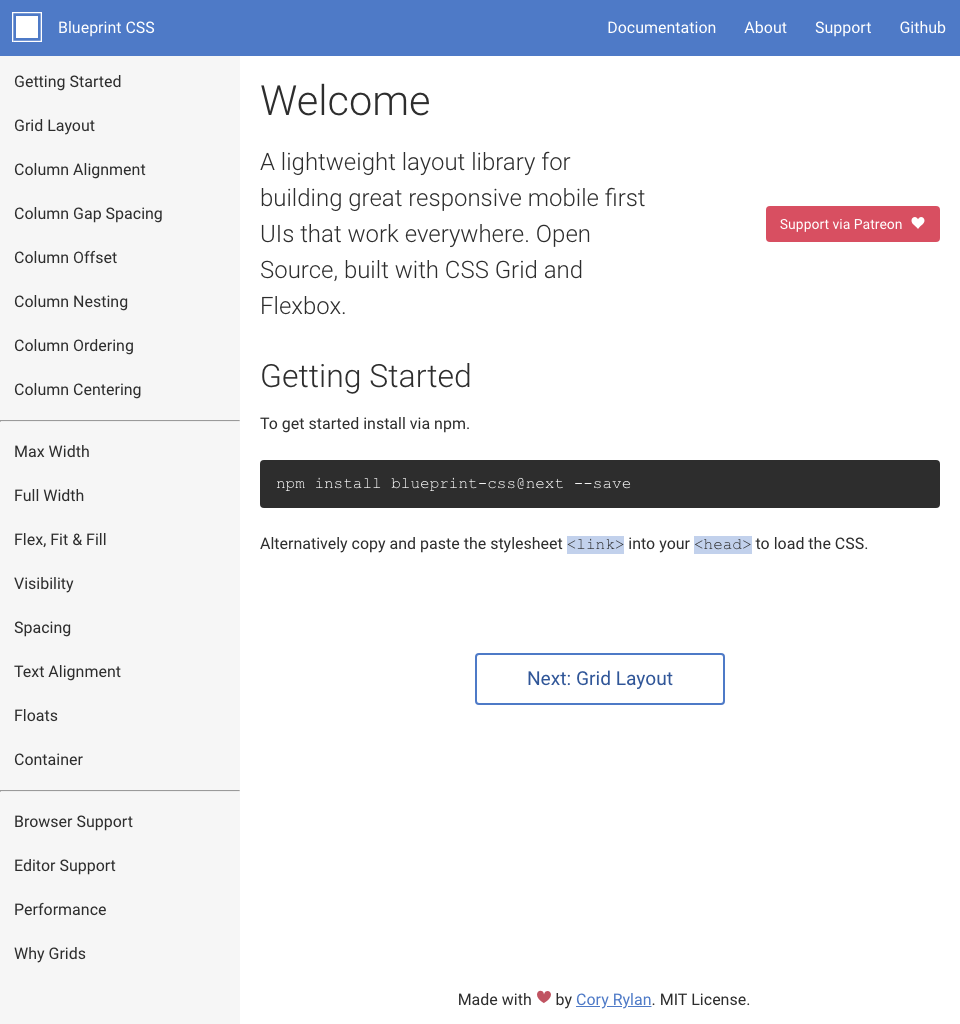 Blueprint CSS
Documentation
About
Support
Github
Getting Started
Grid Layout
Column Alignment
Column Gap Spacing
Column Offset
Column Nesting
Column Ordering
Column Centering
Max Width
Full Width
Flex, Fit & Fill
Visibility
Spacing
Text Alignment
Floats
Container
Browser Support
Editor Support
Performance
Why Grids
Welcome
A lightweight layout library for
building great responsive mobile first
UIs that work everywhere. Open
Source, built with CSS Grid and
Flexbox.
Support via Patreon
Getting Started
To get started install via npm.
npm install blueprint-css@next --save
Alternatively copy and paste the stylesheet <link> into your <head> to load the CSS.
Next: Grid Layout
Made with ♥ by Cory Rylan. MIT License.